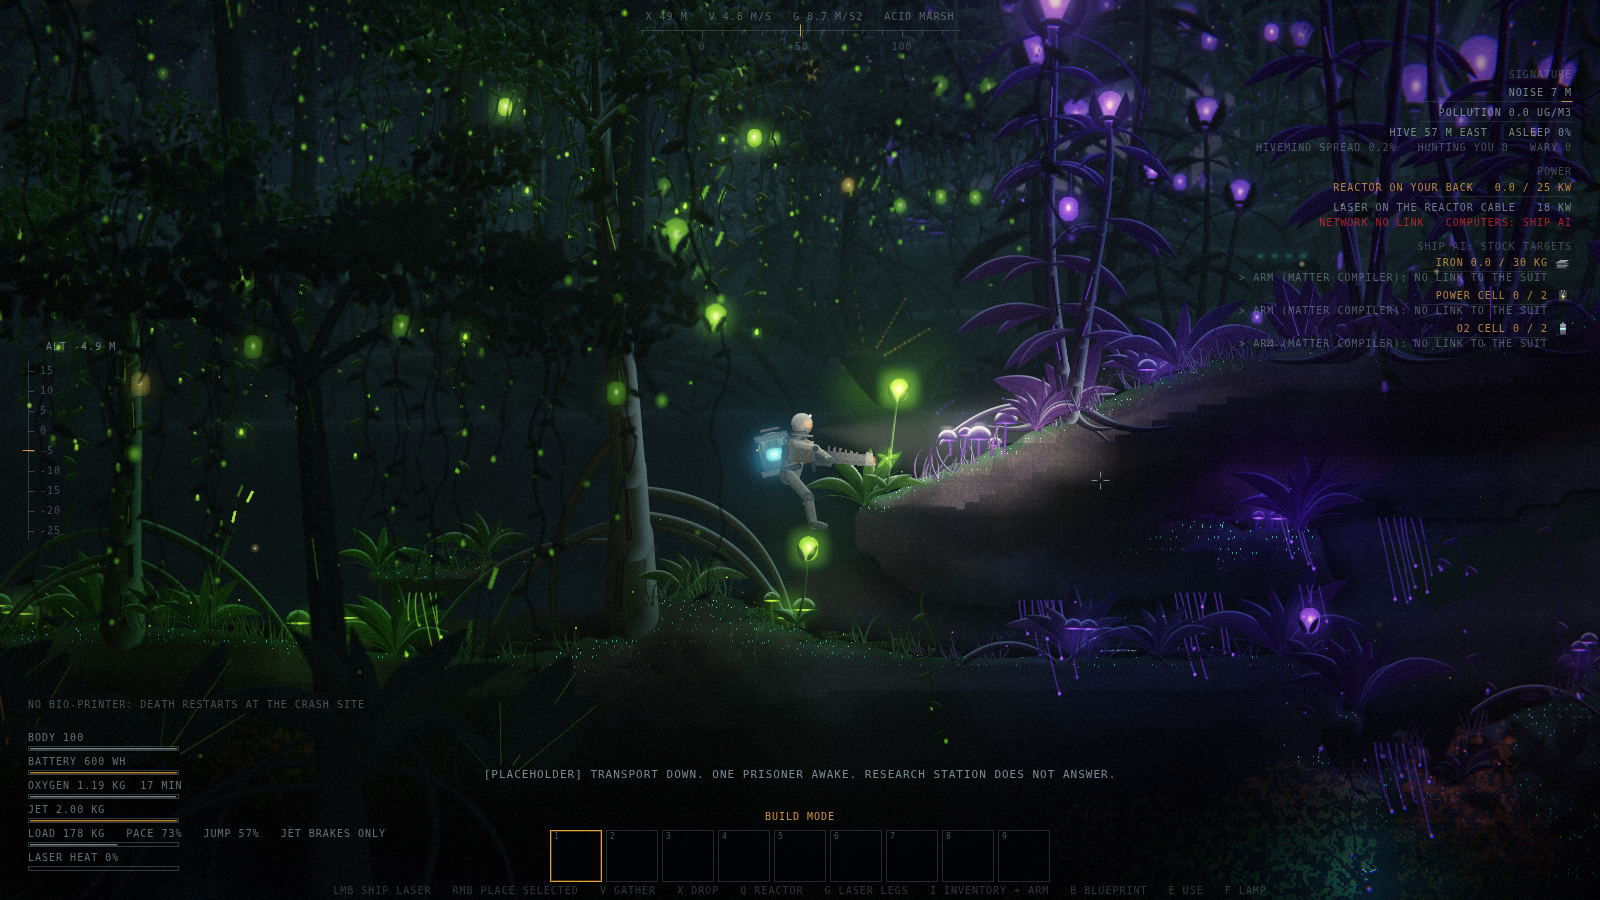 X 49 M   V 4.8 M/S   G 8.7 M/S2   ACID MARSH
0   50   100
SIGNATURE
NOISE 7 M
POLLUTION 0.0 UG/M3
HIVE 57 M EAST   ASLEEP 0%
HIVEMIND SPREAD 0.2%   HUNTING YOU 0   WARY 0
POWER
REACTOR ON YOUR BACK   0.0 / 25 KW
LASER ON THE REACTOR CABLE   18 KW
NETWORK NO LINK   COMPUTERS: SHIP AI
SHIP AI: STOCK TARGETS
IRON 0.0 / 30 KG
> ARM (MATTER COMPILER): NO LINK TO THE SUIT
POWER CELL 0 / 2
> ARM (MATTER COMPILER): NO LINK TO THE SUIT
O2 CELL 0 / 2
> ARM (MATTER COMPILER): NO LINK TO THE SUIT
ALT -4.9 M
15
10
5
0
-5
-10
-15
-20
-25
NO BIO-PRINTER: DEATH RESTARTS AT THE CRASH SITE
BODY 100
BATTERY 600 WH
OXYGEN 1.19 KG  17 MIN
JET 2.00 KG
LOAD 178 KG   PACE 73%   JUMP 57%   JET BRAKES ONLY
LASER HEAT 0%
[PLACEHOLDER] TRANSPORT DOWN. ONE PRISONER AWAKE. RESEARCH STATION DOES NOT ANSWER.
BUILD MODE
1 2 3 4 5 6 7 8 9
LMB SHIP LASER   RMB PLACE SELECTED   V GATHER   X DROP   Q REACTOR   G LASER LEGS   I INVENTORY + ARM   B BLUEPRINT   E USE   F LAMP